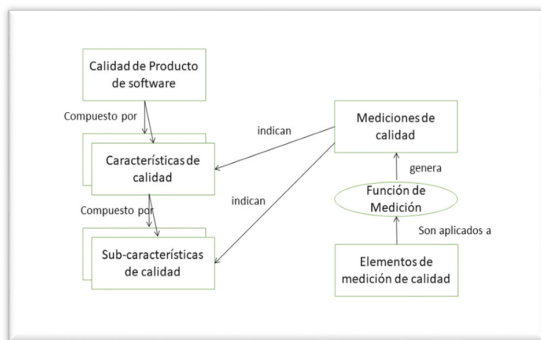 Calidad de Producto
de software
Compuesto por
Características de
calidad
Compuesto por
Sub-características
de calidad
indican
indican
Mediciones de
calidad
genera
Función de
Medición
Son aplicados a
Elementos de
medición de calidad